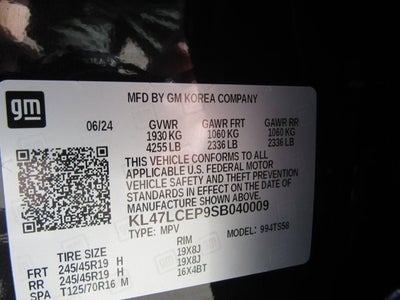 gm
MFD BY GM KOREA COMPANY
06/24 GVWR GAWR FRT GAWR RR
1930 KG 1060 KG 1060 KG
4255 LB 2336 LB 2336 LB
THIS VEHICLE CONFORMS TO ALL
APPLICABLE U.S. FEDERAL MOTOR
VEHICLE SAFETY AND THEFT PREVENTION
STANDARDS IN EFFECT ON THE DATE OF
MANUFACTURE SHOWN ABOVE.
KL47LCEP9SB040009
TYPE: MPV MODEL: 994TS58
TIRE SIZE RIM
FRT 245/45R19 H 19X8J
RR 245/45R19 H 19X8J
SPA T125/70R16 M 16X4BT